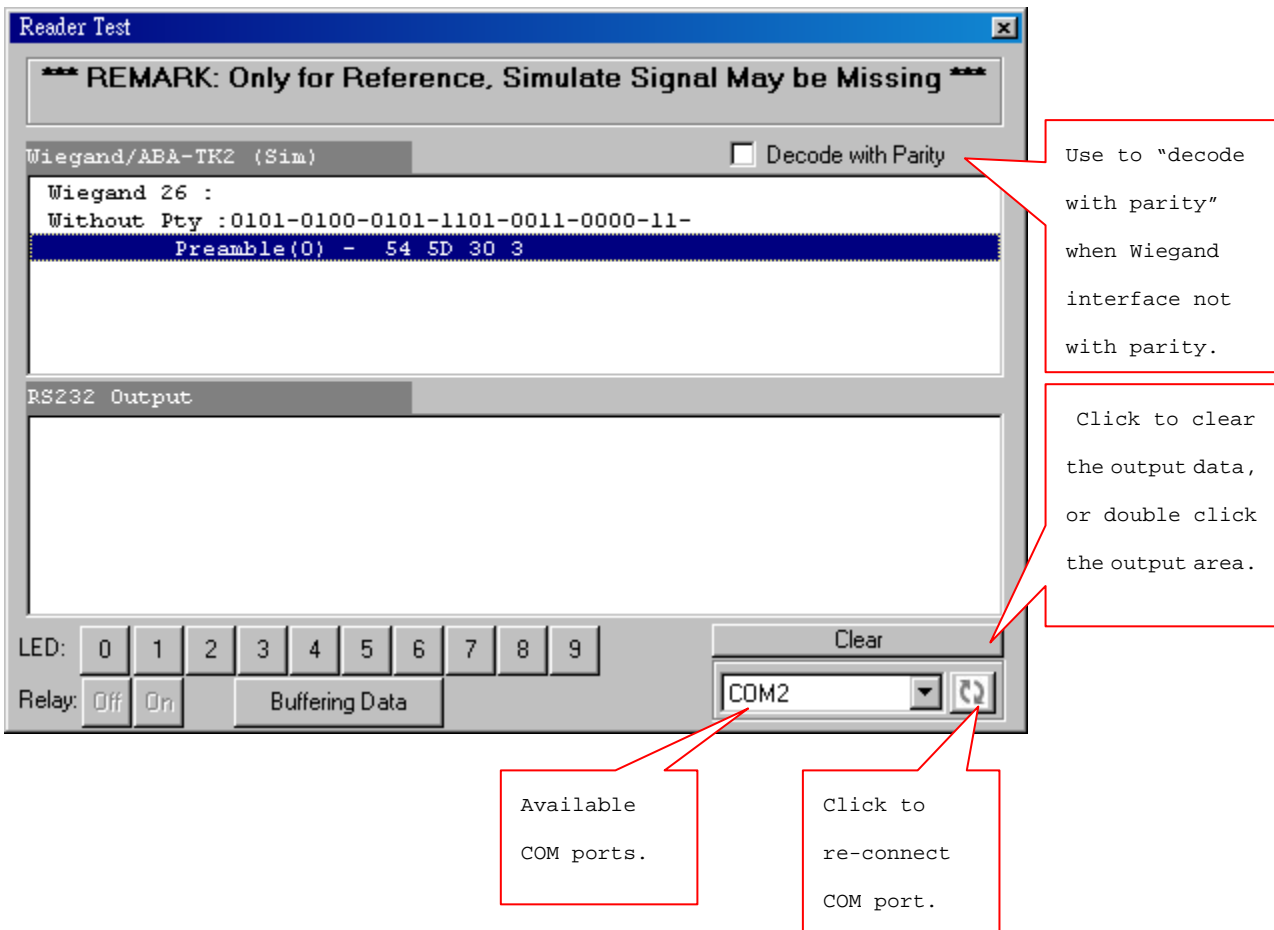 Reader Test
*** REMARK: Only for Reference, Simulate Signal May be Missing ***
Wiegand/ABA-TK2 (Sim)
Decode with Parity
Wiegand 26 :
Without Pty :0101-0100-0101-1101-0011-0000-11-
Preamble(0) - 54 5D 30 3
RS232 Output
LED: 0 1 2 3 4 5 6 7 8 9
Clear
Relay: Off On Buffering Data
COM2
Use to “decode
with parity”
when Wiegand
interface not
with parity.
Click to clear
the output data,
or double click
the output area.
Available
COM ports.
Click to
re-connect
COM port.